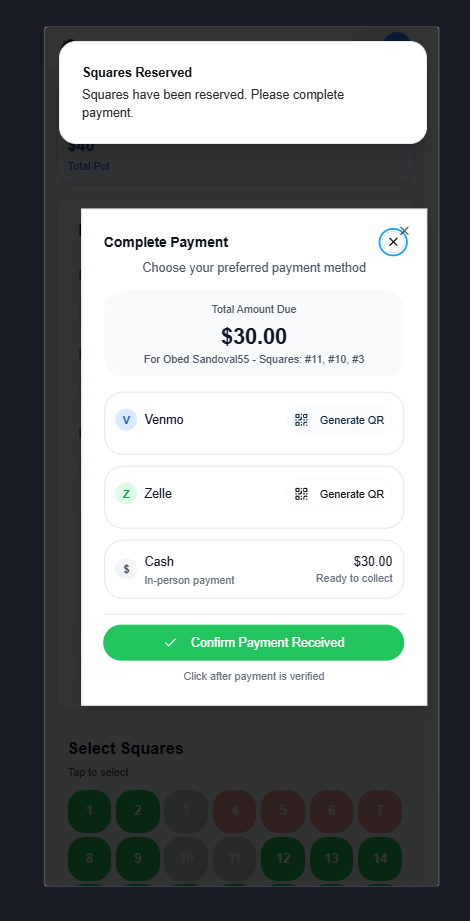 Squares Reserved
Squares have been reserved. Please complete
payment.
$40
Total Pot
Complete Payment
Choose your preferred payment method
Total Amount Due
$30.00
For Obed Sandoval55 - Squares: #11, #10, #3
V Venmo Generate QR
Z Zelle Generate QR
$ Cash $30.00
In-person payment Ready to collect
Confirm Payment Received
Click after payment is verified
Select Squares
Tap to select
1 2 3 4 5 6 7
8 9 10 11 12 13 14